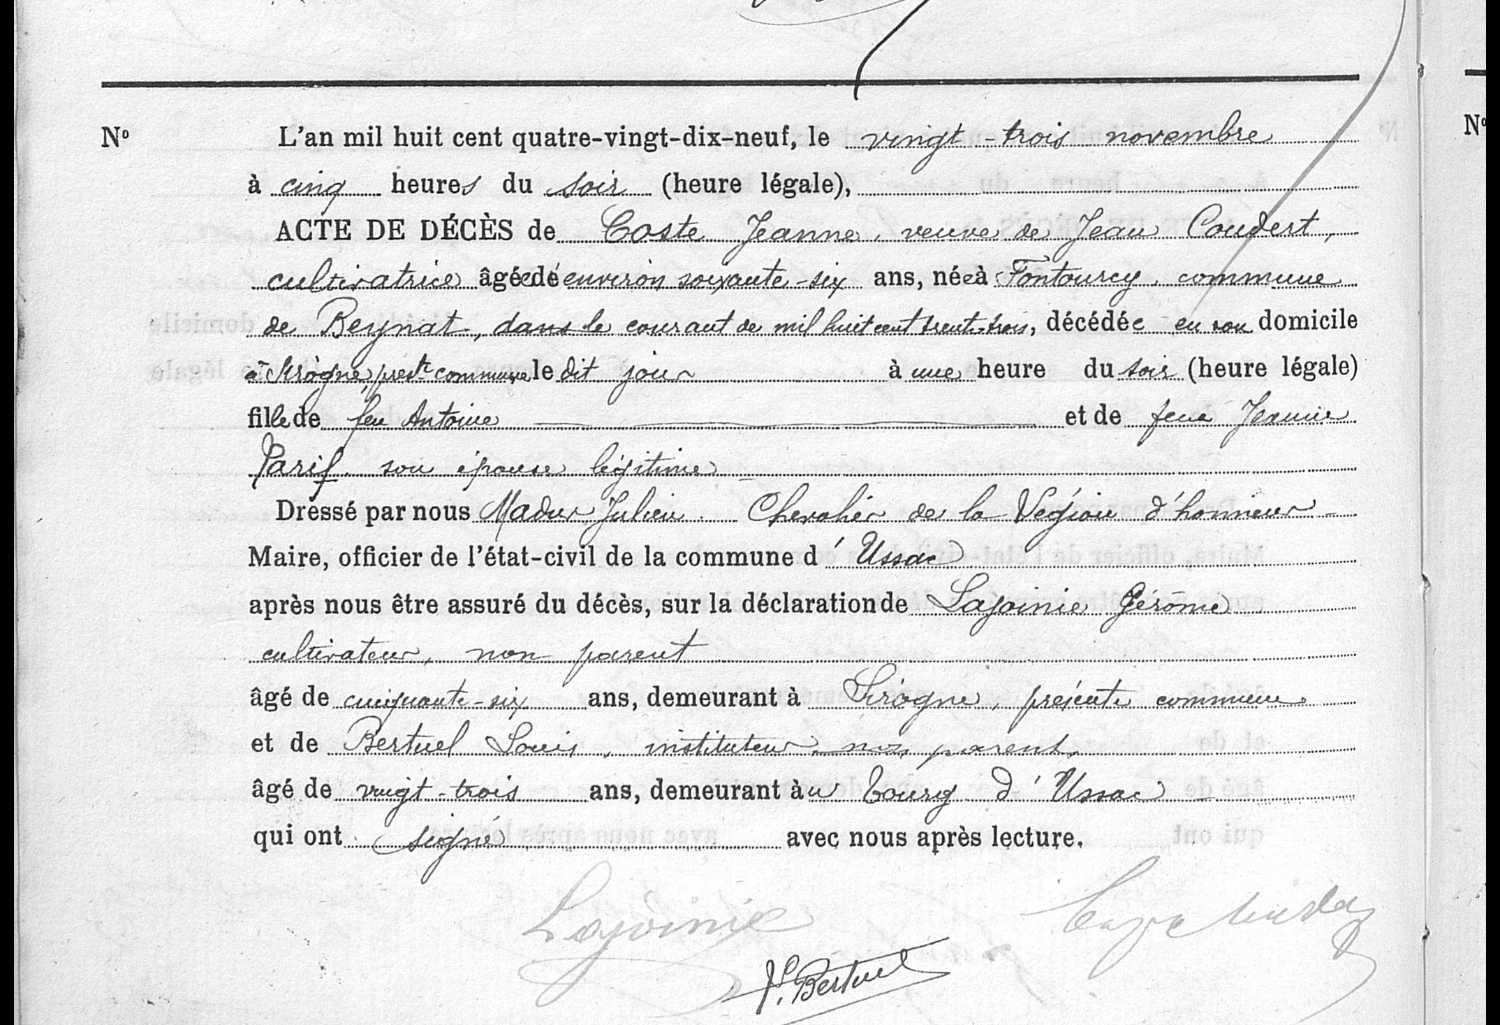 Nº L'an mil huit cent quatre-vingt-dix-neuf, le vingt-trois novembre
à cinq heures du soir (heure légale),
ACTE DE DÉCÈS de Coste Jeanne, veuve de Jean Coudert,
cultivatrice âgée de environ soixante-six ans, née à Fontourcy commune
de Beynat, dans le courant de mil huit cent trente-trois, décédée en son domicile
à Sirogne, prést commune le dit jour à une heure du soir (heure légale)
fille de feu Antoine et de feue Jeanne
Parif son épouse légitime
Dressé par nous Madur Julien Chevalier de la Légion d'honneur
Maire, officier de l'état-civil de la commune d'Ussac
après nous être assuré du décès, sur la déclaration de Lajoinie Gérome
cultivateur, non parent
âgé de cinquante-six ans, demeurant à Sirogne, présente commune
et de Bertuel Louis, instituteur, non parent,
âgé de vingt-trois ans, demeurant àu bourg d'Ussac
qui ont signé avec nous après lecture.
Lajoinie
L. Bertuel
Nº